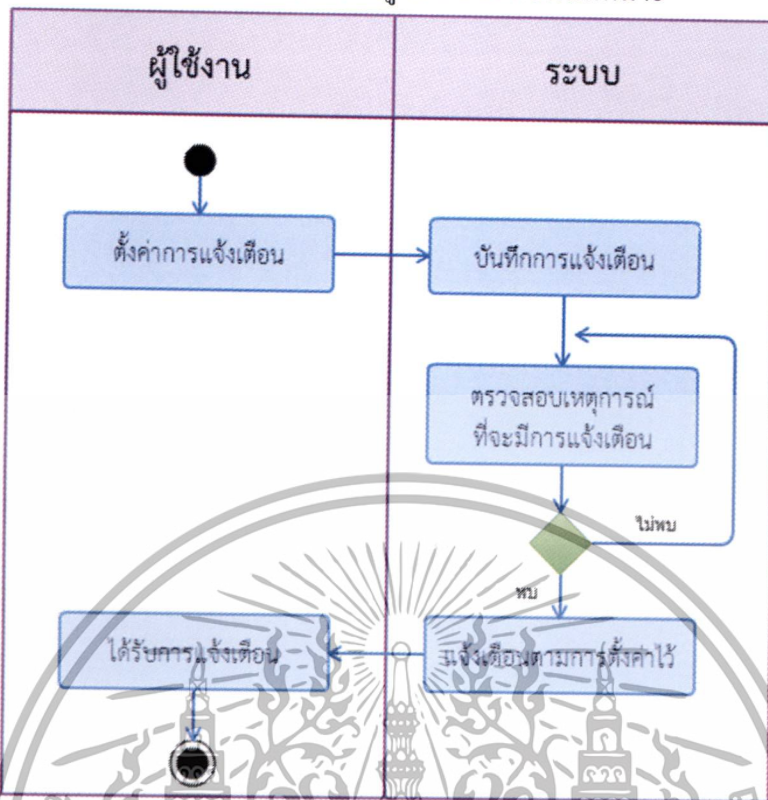 ผู้ใช้งาน
ระบบ
ตั้งค่าการแจ้งเตือน
บันทึกการแจ้งเตือน
ตรวจสอบเหตุการณ์
ที่จะมีการแจ้งเตือน
ไม่พบ
พบ
ได้รับการแจ้งเตือน
แจ้งเตือนตามการตั้งค่าไว้